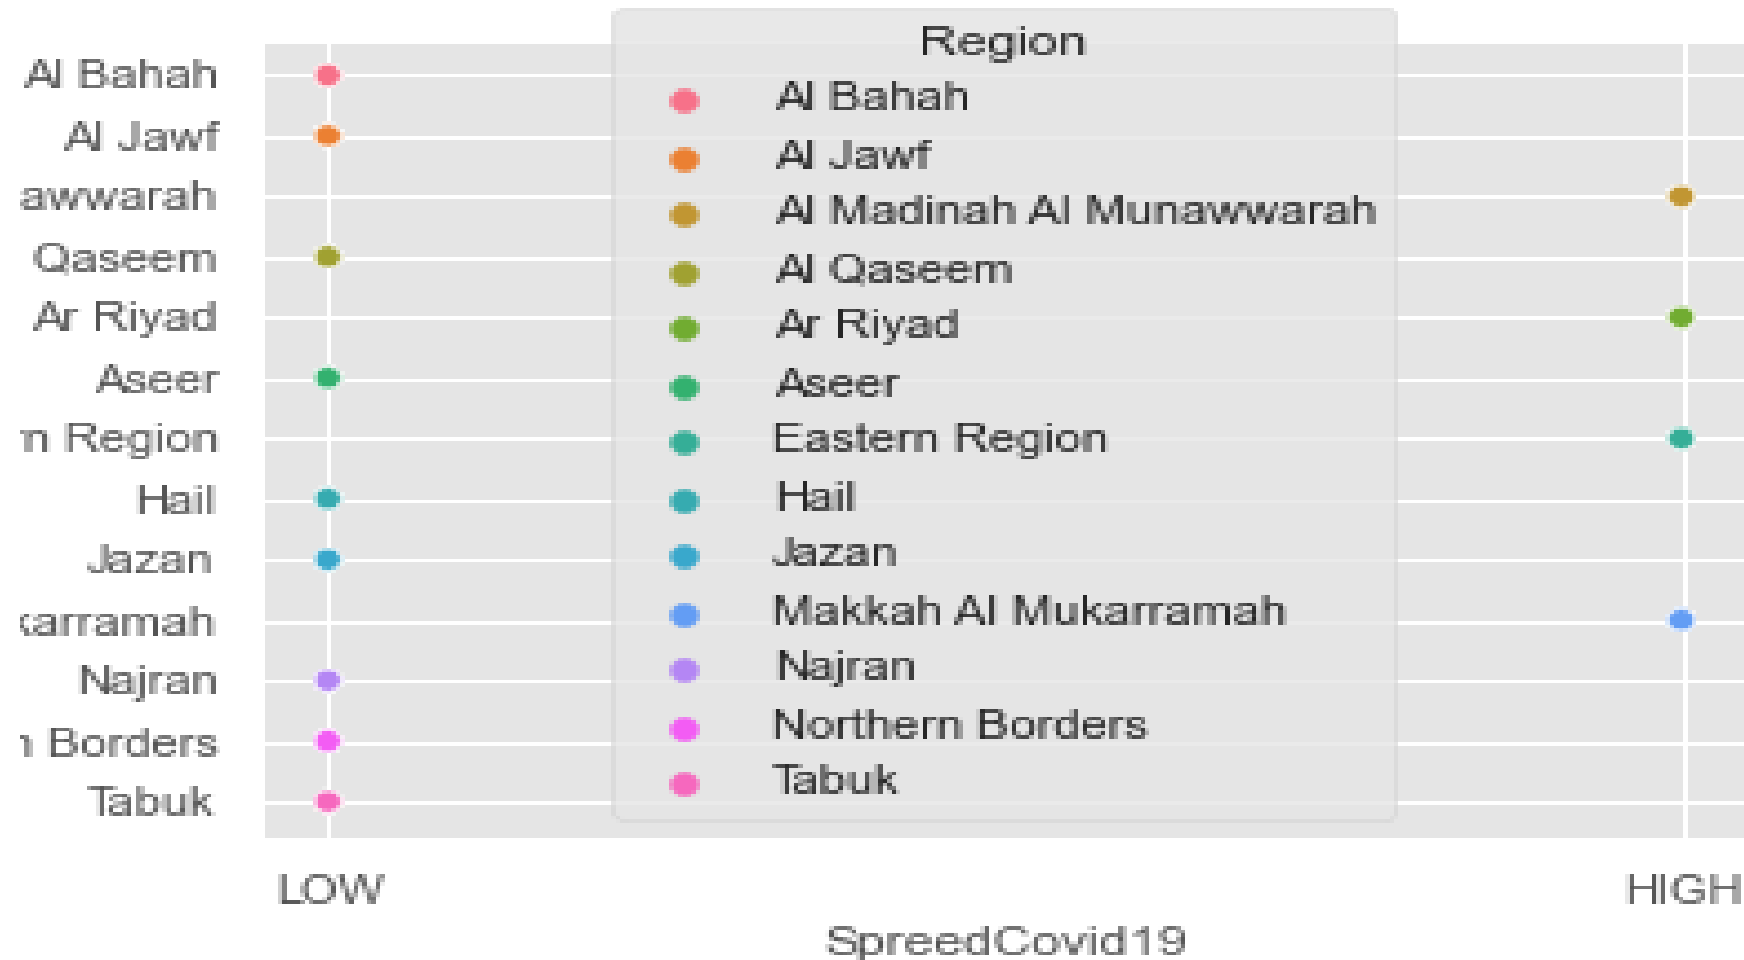 Region
Al Bahah
Al Jawf
Al Madinah Al Munawwarah
Al Qaseem
Ar Riyad
Aseer
Eastern Region
Hail
Jazan
Makkah Al Mukarramah
Najran
Northern Borders
Tabuk
Al Bahah
Al Jawf
awwarah
Qaseem
Ar Riyad
Aseer
n Region
Hail
Jazan
karramah
Najran
n Borders
Tabuk
LOW
HIGH
SpreedCovid19